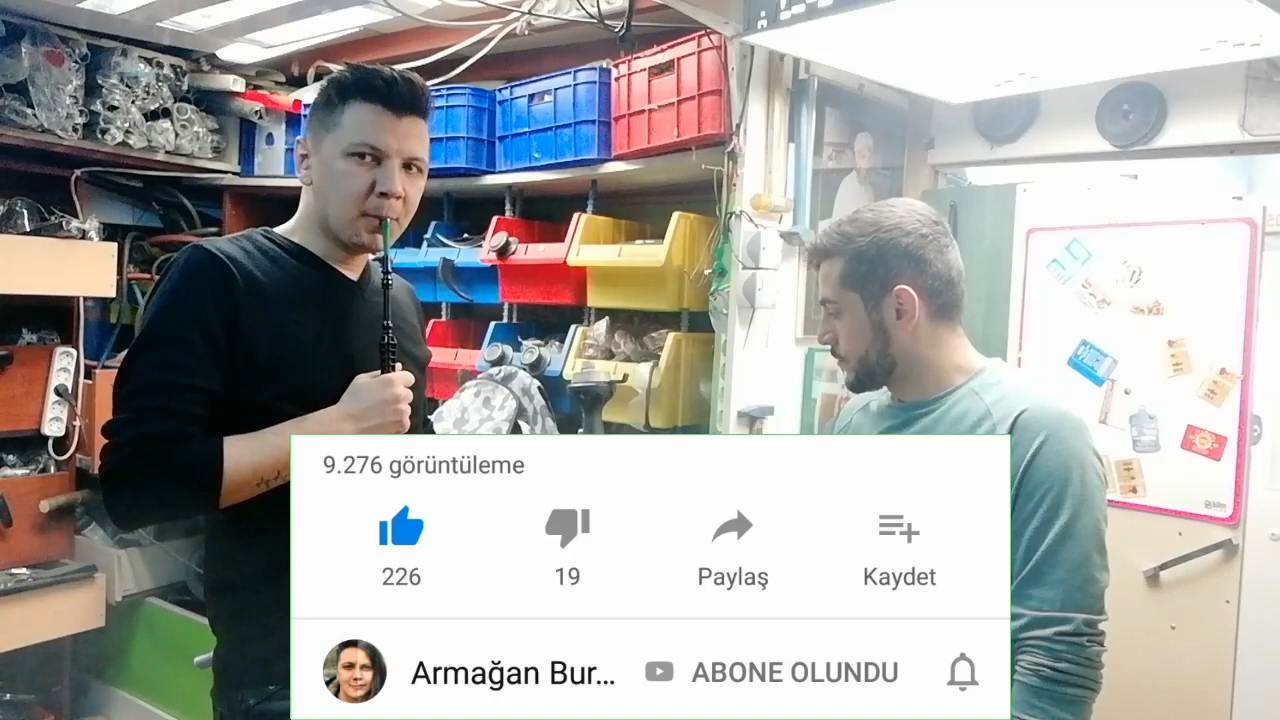 9.276 görüntüleme
226
19
Paylaş
Kaydet
Armağan Bur...
ABONE OLUNDU